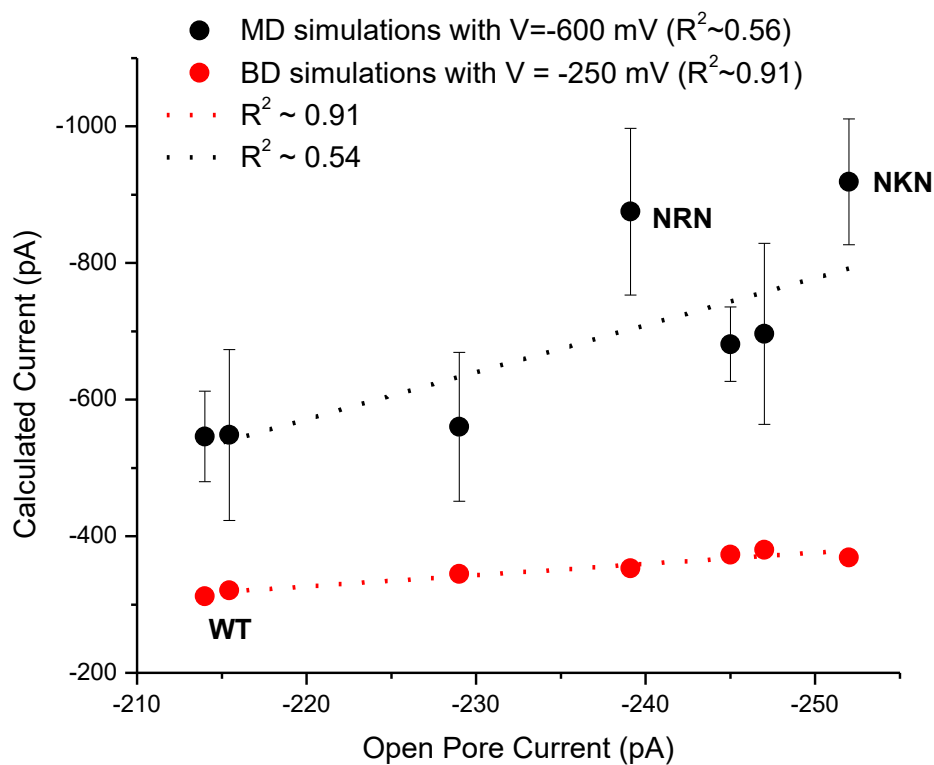 MD simulations with V=-600 mV (R²~0.56)
BD simulations with V = -250 mV (R²~0.91)
R² ~ 0.91
R² ~ 0.54
-1000
-800
-600
-400
-200
NRN
NKN
WT
-210
-220
-230
-240
-250
Calculated Current (pA)
Open Pore Current (pA)